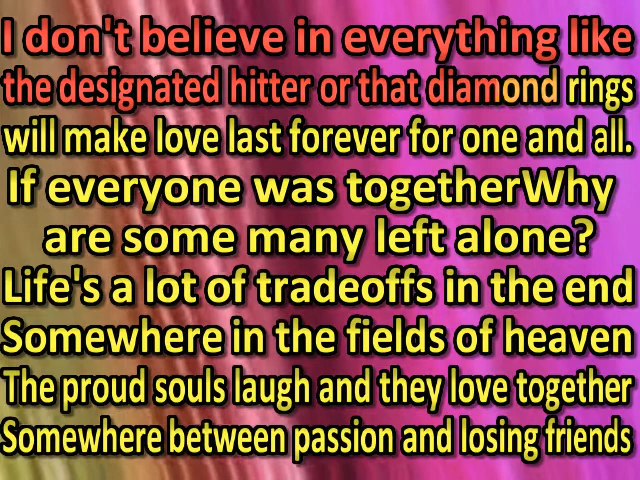 I don't believe in everything like
the designated hitter or that diamond rings
will make love last forever for one and all.
If everyone was togetherWhy
are some many left alone?
Life's a lot of tradeoffs in the end
Somewhere in the fields of heaven
The proud souls laugh and they love together
Somewhere between passion and losing friends